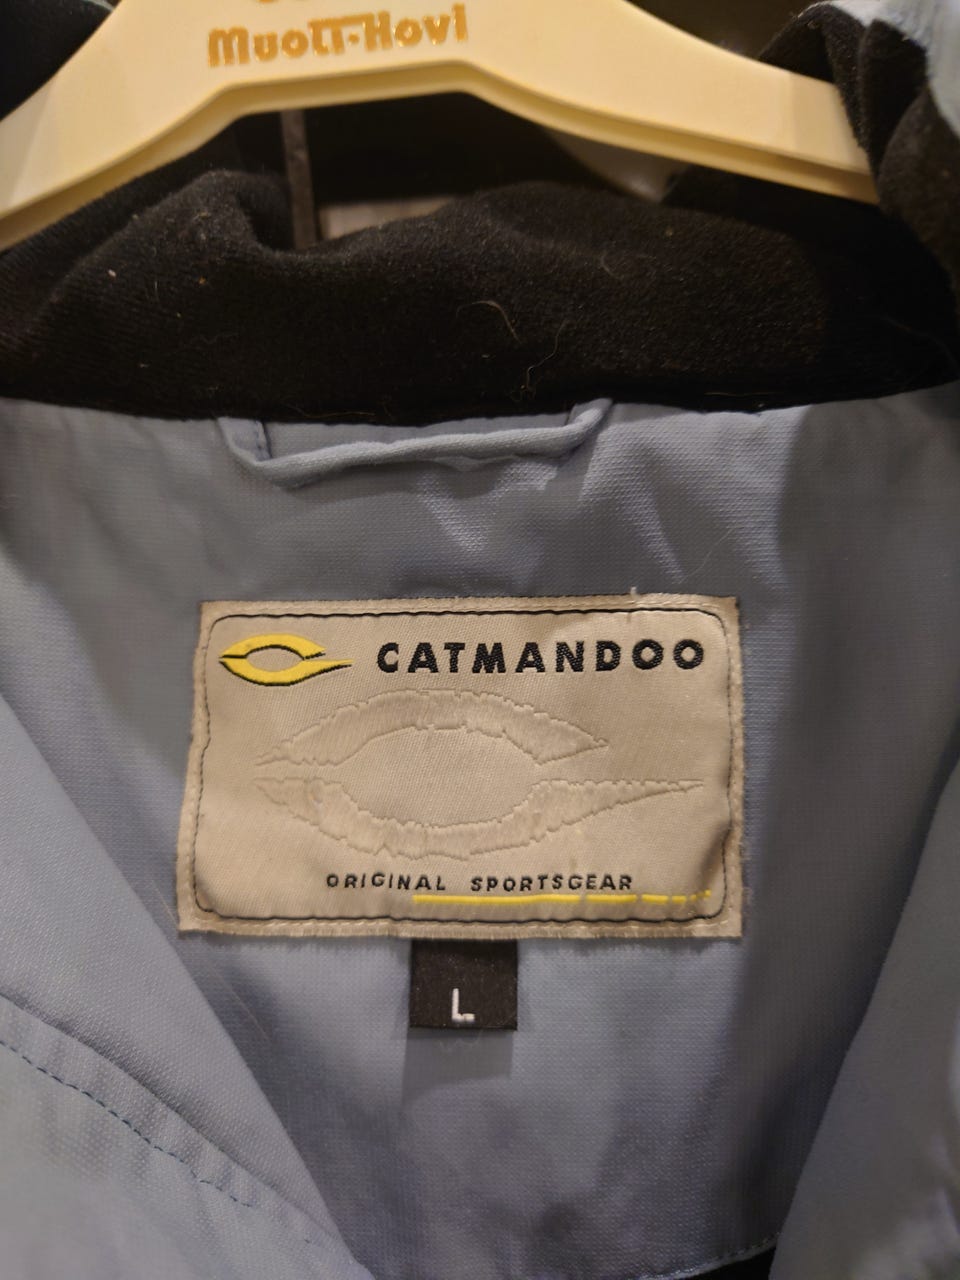 Muoti-Hovi
CATMANDOO
ORIGINAL SPORTSGEAR
L